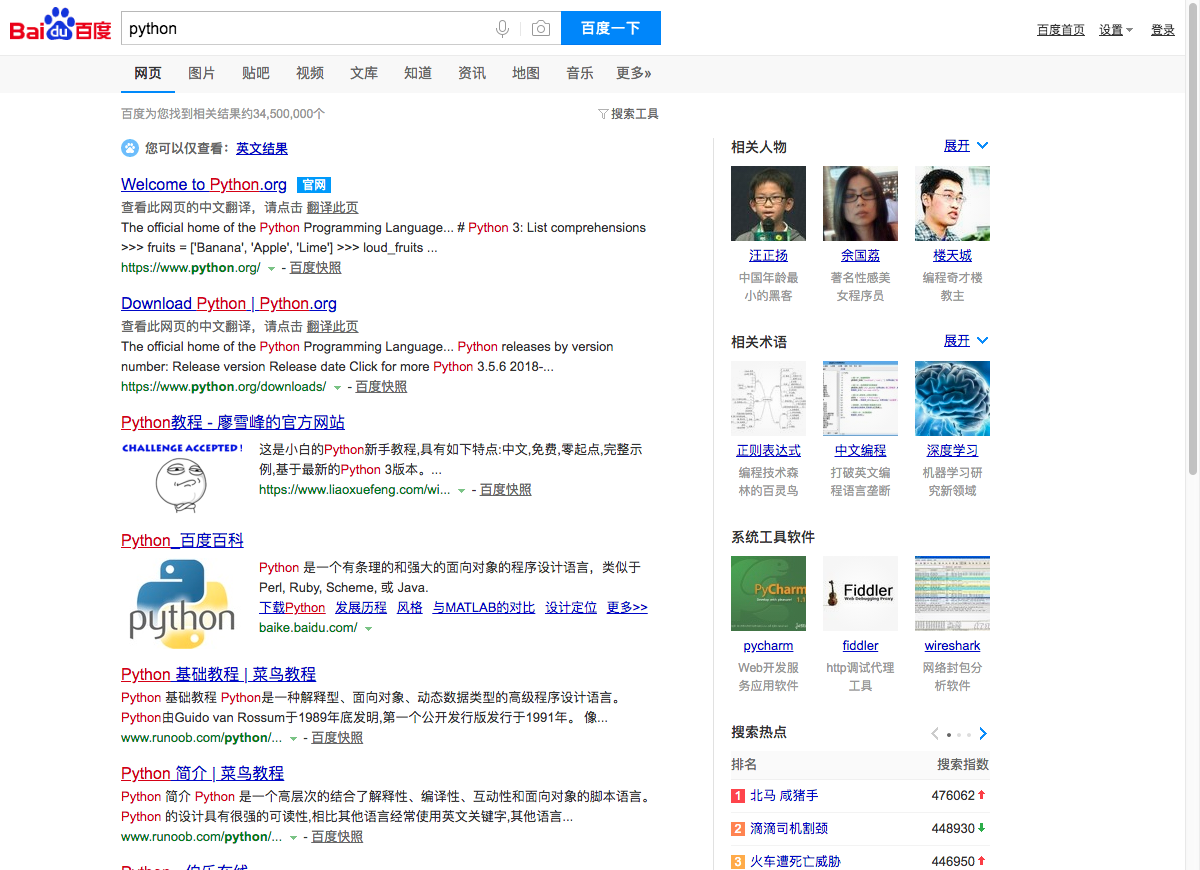 Bai du 百度
python
百度一下
百度首页 设置 登录
网页 图片 贴吧 视频 文库 知道 资讯 地图 音乐 更多»
百度为您找到相关结果约34,500,000个
搜索工具
您可以仅查看：英文结果
Welcome to Python.org 官网
查看此网页的中文翻译，请点击 翻译此页
The official home of the Python Programming Language... # Python 3: List comprehensions
>>> fruits = ['Banana', 'Apple', 'Lime'] >>> loud_fruits ...
https://www.python.org/ - 百度快照
Download Python | Python.org
查看此网页的中文翻译，请点击 翻译此页
The official home of the Python Programming Language... Python releases by version
number: Release version Release date Click for more Python 3.5.6 2018-...
https://www.python.org/downloads/ - 百度快照
Python教程 - 廖雪峰的官方网站
CHALLENGE ACCEPTED!
这是小白的Python新手教程,具有如下特点:中文,免费,零起点,完整示
例,基于最新的Python 3版本。...
https://www.liaoxuefeng.com/wi... - 百度快照
Python_百度百科
python
Python 是一个有条理的和强大的面向对象的程序设计语言，类似于
Perl, Ruby, Scheme, 或 Java.
下载Python 发展历程 风格 与MATLAB的对比 设计定位 更多>>
baike.baidu.com/
Python 基础教程 | 菜鸟教程
Python 基础教程 Python是一种解释型、面向对象、动态数据类型的高级程序设计语言。
Python由Guido van Rossum于1989年底发明,第一个公开发行版发行于1991年。 像...
www.runoob.com/python/... - 百度快照
Python 简介 | 菜鸟教程
Python 简介 Python 是一个高层次的结合了解释性、编译性、互动性和面向对象的脚本语言。
Python 的设计具有很强的可读性,相比其他语言经常使用英文关键字,其他语言...
www.runoob.com/python/... - 百度快照
Python - 伯乐在线
相关人物 展开
汪正扬 余国荔 楼天城
中国年龄最 著名性感美 编程奇才楼
小的黑客 女程序员 教主
相关术语 展开
正则表达式 中文编程 深度学习
编程技术森 打破英文编 机器学习研
林的百灵鸟 程语言垄断 究新领域
系统工具软件
PyCharm
Fiddler
Web Debugging Proxy
pycharm fiddler wireshark
Web开发服 http调试代理 网络封包分
务应用软件 工具 析软件
搜索热点
排名 搜索指数
1 北马 咸猪手 476062
2 滴滴司机割颈 448930
3 火车遭死亡威胁 446950